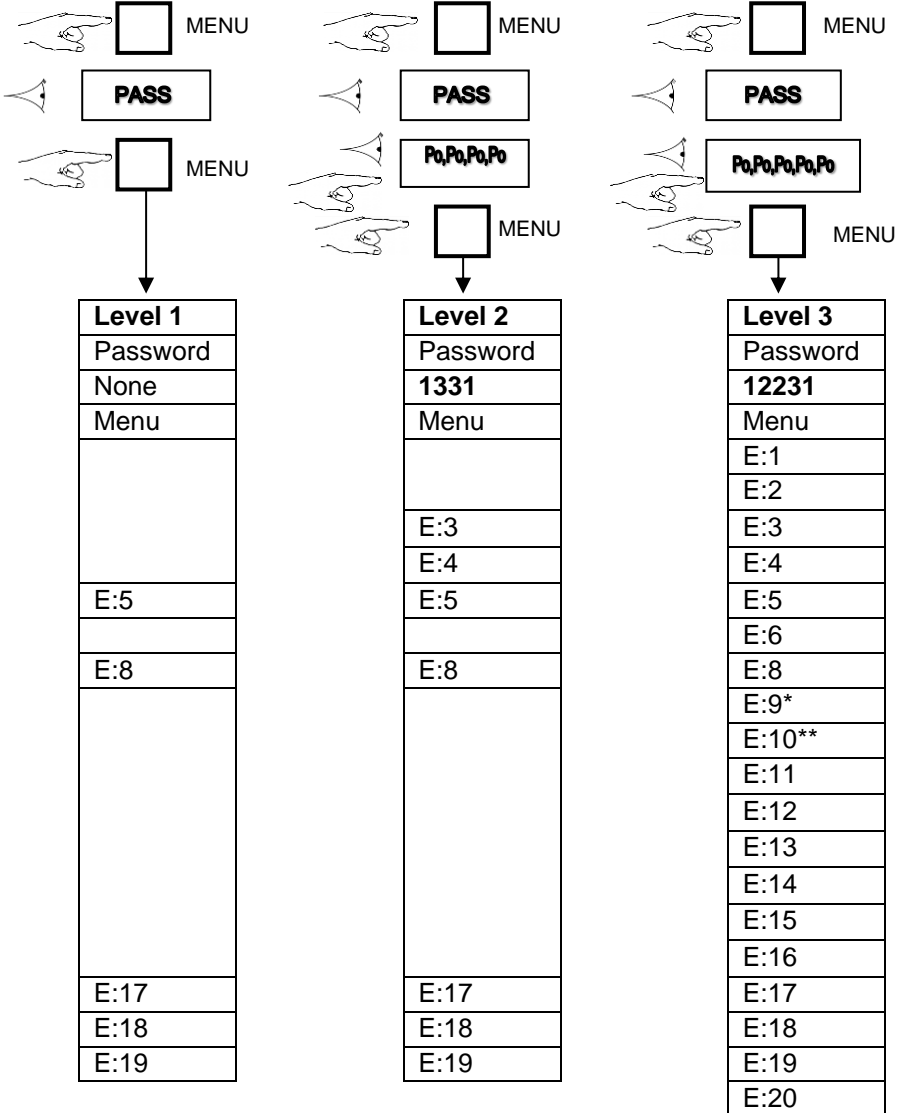 MENU MENU MENU
PASS PASS PASS
Po,Po,Po,Po Po,Po,Po,Po,Po
MENU MENU MENU
Level 1 Level 2 Level 3
Password Password Password
None 1331 12231
Menu Menu Menu
E:1
E:2
E:3 E:3
E:4 E:4
E:5 E:5 E:5
E:6
E:8 E:8 E:8
E:9*
E:10**
E:11
E:12
E:13
E:14
E:15
E:16
E:17 E:17 E:17
E:18 E:18 E:18
E:19 E:19 E:19
E:20